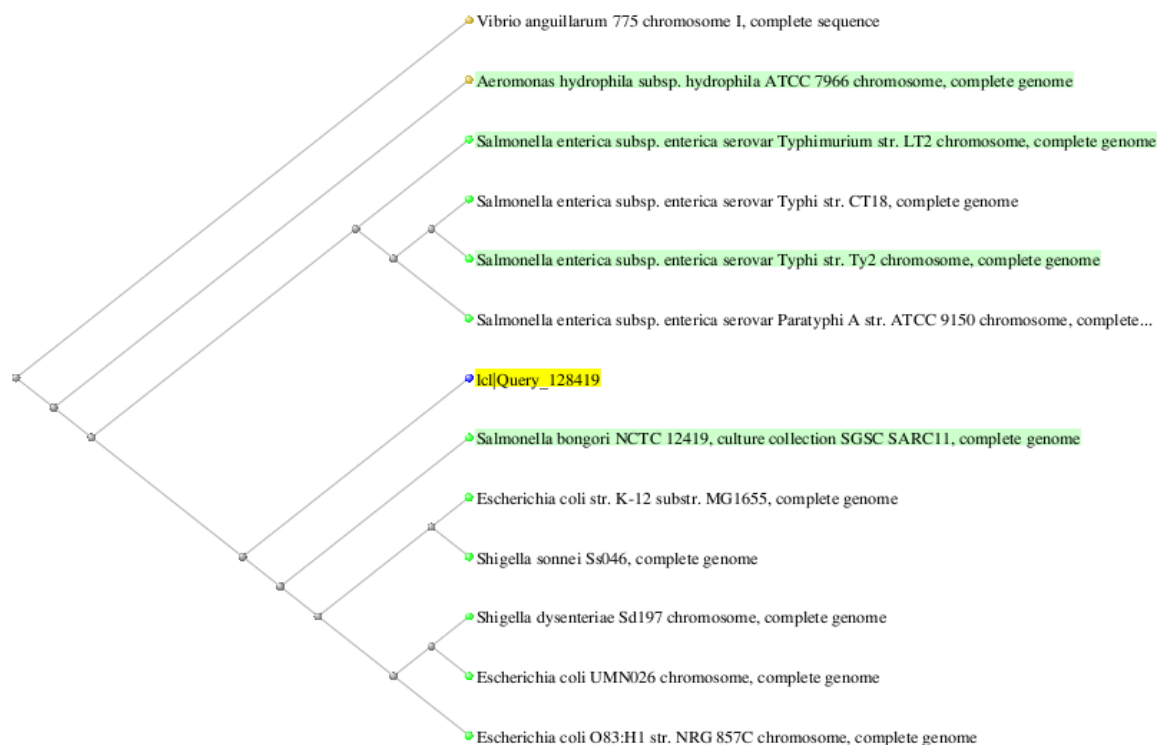 Vibrio anguillarum 775 chromosome I, complete sequence
Aeromonas hydrophila subsp. hydrophila ATCC 7966 chromosome, complete genome
Salmonella enterica subsp. enterica serovar Typhimurium str. LT2 chromosome, complete genome
Salmonella enterica subsp. enterica serovar Typhi str. CT18, complete genome
Salmonella enterica subsp. enterica serovar Typhi str. Ty2 chromosome, complete genome
Salmonella enterica subsp. enterica serovar Paratyphi A str. ATCC 9150 chromosome, complete...
lcl|Query_128419
Salmonella bongori NCTC 12419, culture collection SGSC SARC11, complete genome
Escherichia coli str. K-12 substr. MG1655, complete genome
Shigella sonnei Ss046, complete genome
Shigella dysenteriae Sd197 chromosome, complete genome
Escherichia coli UMN026 chromosome, complete genome
Escherichia coli O83:H1 str. NRG 857C chromosome, complete genome